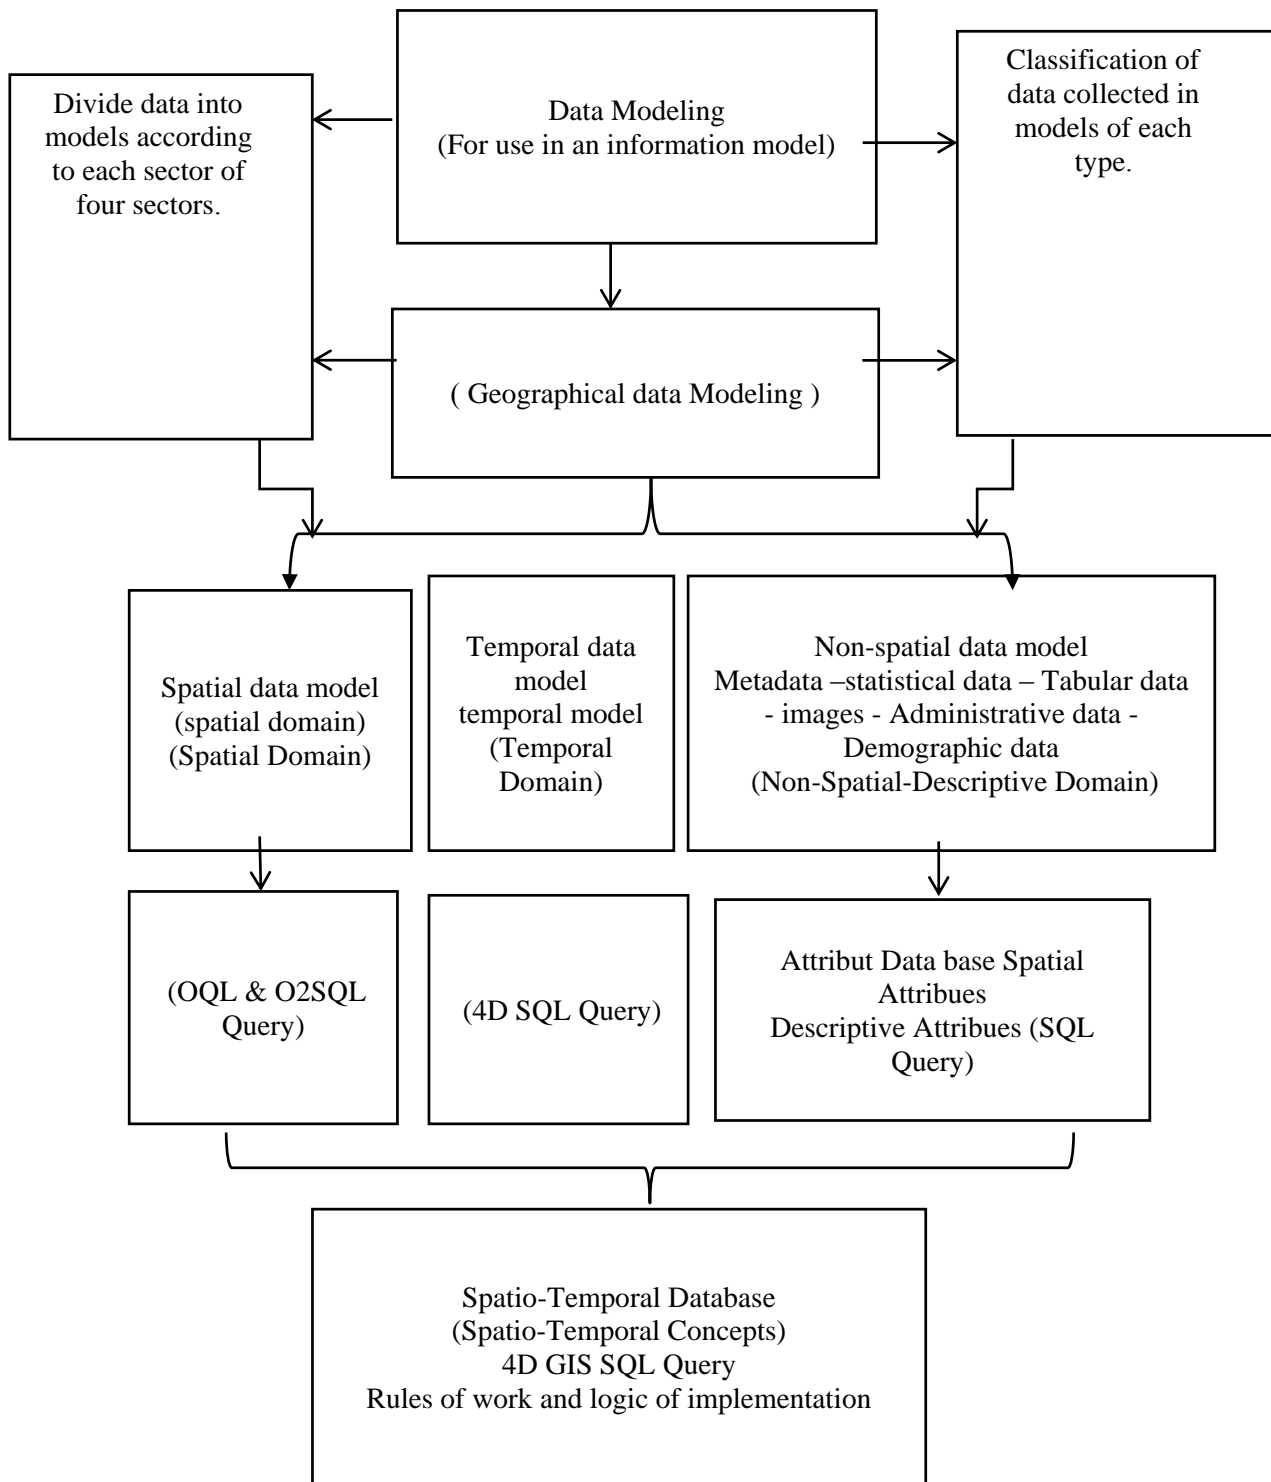 Divide data into
models according
to each sector of
four sectors.
Data Modeling
(For use in an information model)
Classification of
data collected in
models of each
type.
( Geographical data Modeling )
Spatial data model
(spatial domain)
(Spatial Domain)
Temporal data
model
temporal model
(Temporal
Domain)
Non-spatial data model
Metadata –statistical data – Tabular data
- images - Administrative data -
Demographic data
(Non-Spatial-Descriptive Domain)
(OQL & O2SQL
Query)
(4D SQL Query)
Attribut Data base Spatial
Attribues
Descriptive Attribues (SQL
Query)
Spatio-Temporal Database
(Spatio-Temporal Concepts)
4D GIS SQL Query
Rules of work and logic of implementation